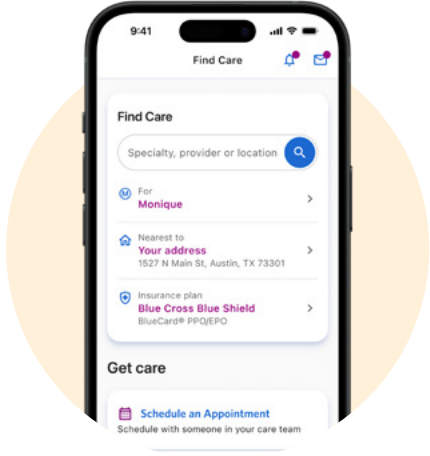 9:41
Find Care
Find Care
Specialty, provider or location
For
Monique
Nearest to
Your address
1527 N Main St, Austin, TX 73301
Insurance plan
Blue Cross Blue Shield
BlueCard® PPO/EPO
Get care
Schedule an Appointment
Schedule with someone in your care team